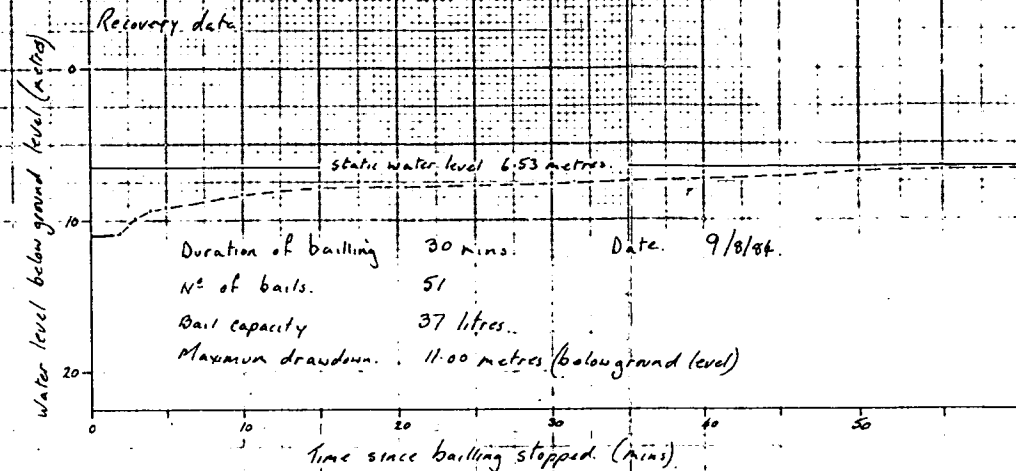 Recovery data
Water level below ground level (metres)
0
10
20
static water level 6.53 metres.
Duration of bailling 30 mins. Date. 9/8/84.
Nº of bails. 51
Bail capacity 37 litres.
Maximum drawdown. 11.00 metres (below ground level)
0 10 20 30 40 50
Time since bailling stopped. (mins)